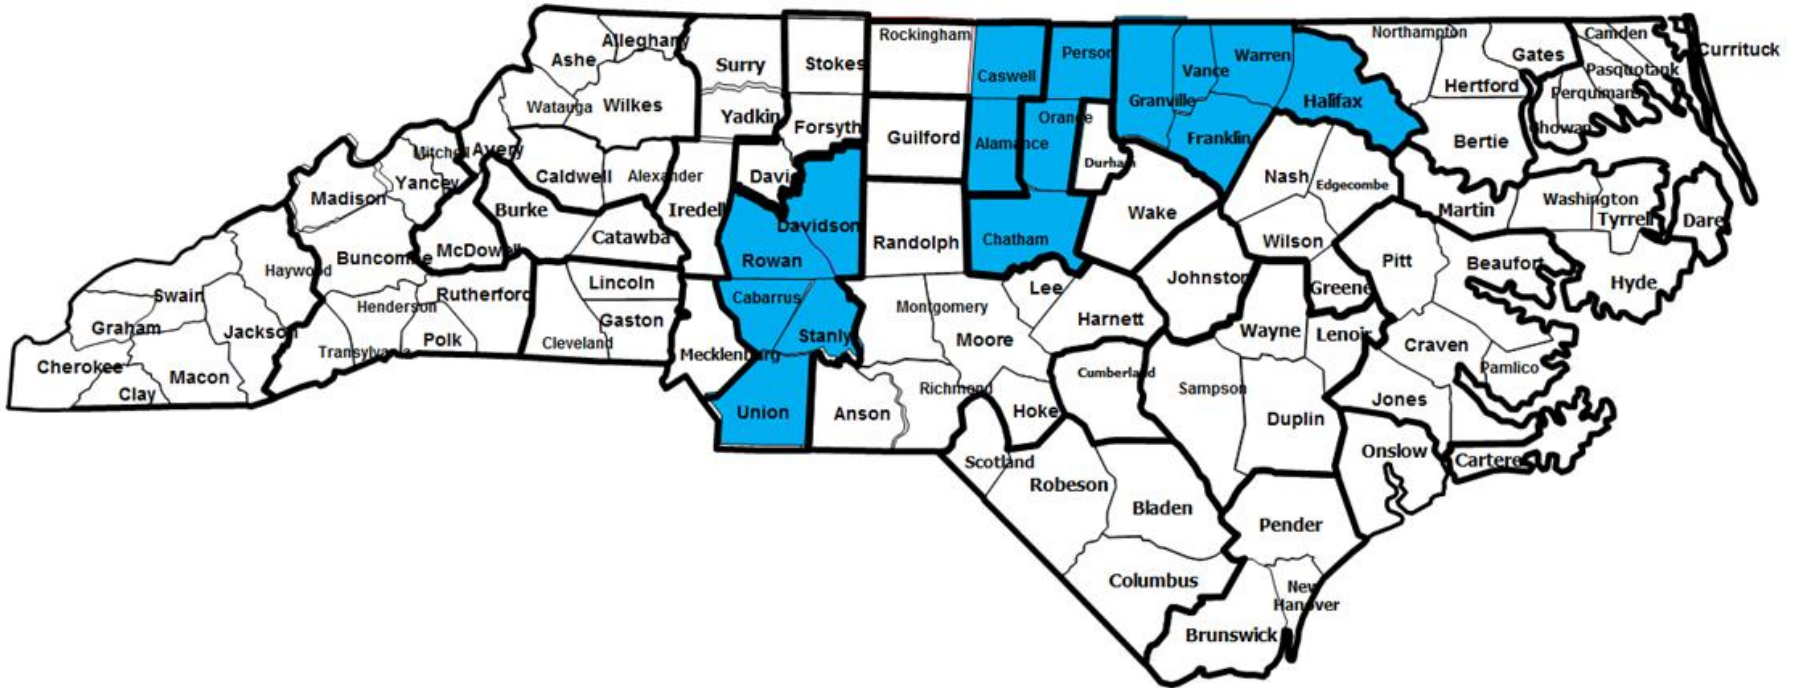 Ashe
Alleghany
Surry
Stokes
Rockingham
Caswell
Person
Granville
Vance
Warren
Halifax
Northampton
Gates
Camden
Currituck
Pasquotank
Perquimans
Chowan
Hertford
Bertie
Watauga
Wilkes
Yadkin
Forsyth
Guilford
Alamance
Orange
Durham
Franklin
Nash
Edgecombe
Martin
Washington
Tyrrell
Dare
Mitchell
Avery
Yancey
Madison
Caldwell
Alexander
Iredell
Davie
Davidson
Randolph
Chatham
Wake
Wilson
Pitt
Beaufort
Hyde
Burke
McDowell
Buncombe
Haywood
Catawba
Rowan
Johnston
Greene
Swain
Graham
Jackson
Henderson
Rutherford
Polk
Lincoln
Gaston
Cleveland
Cabarrus
Stanly
Montgomery
Moore
Lee
Harnett
Wayne
Lenoir
Craven
Pamlico
Cherokee
Clay
Macon
Transylvania
Mecklenburg
Union
Anson
Richmond
Hoke
Cumberland
Sampson
Duplin
Jones
Onslow
Carteret
Scotland
Robeson
Bladen
Pender
Columbus
New
Hanover
Brunswick